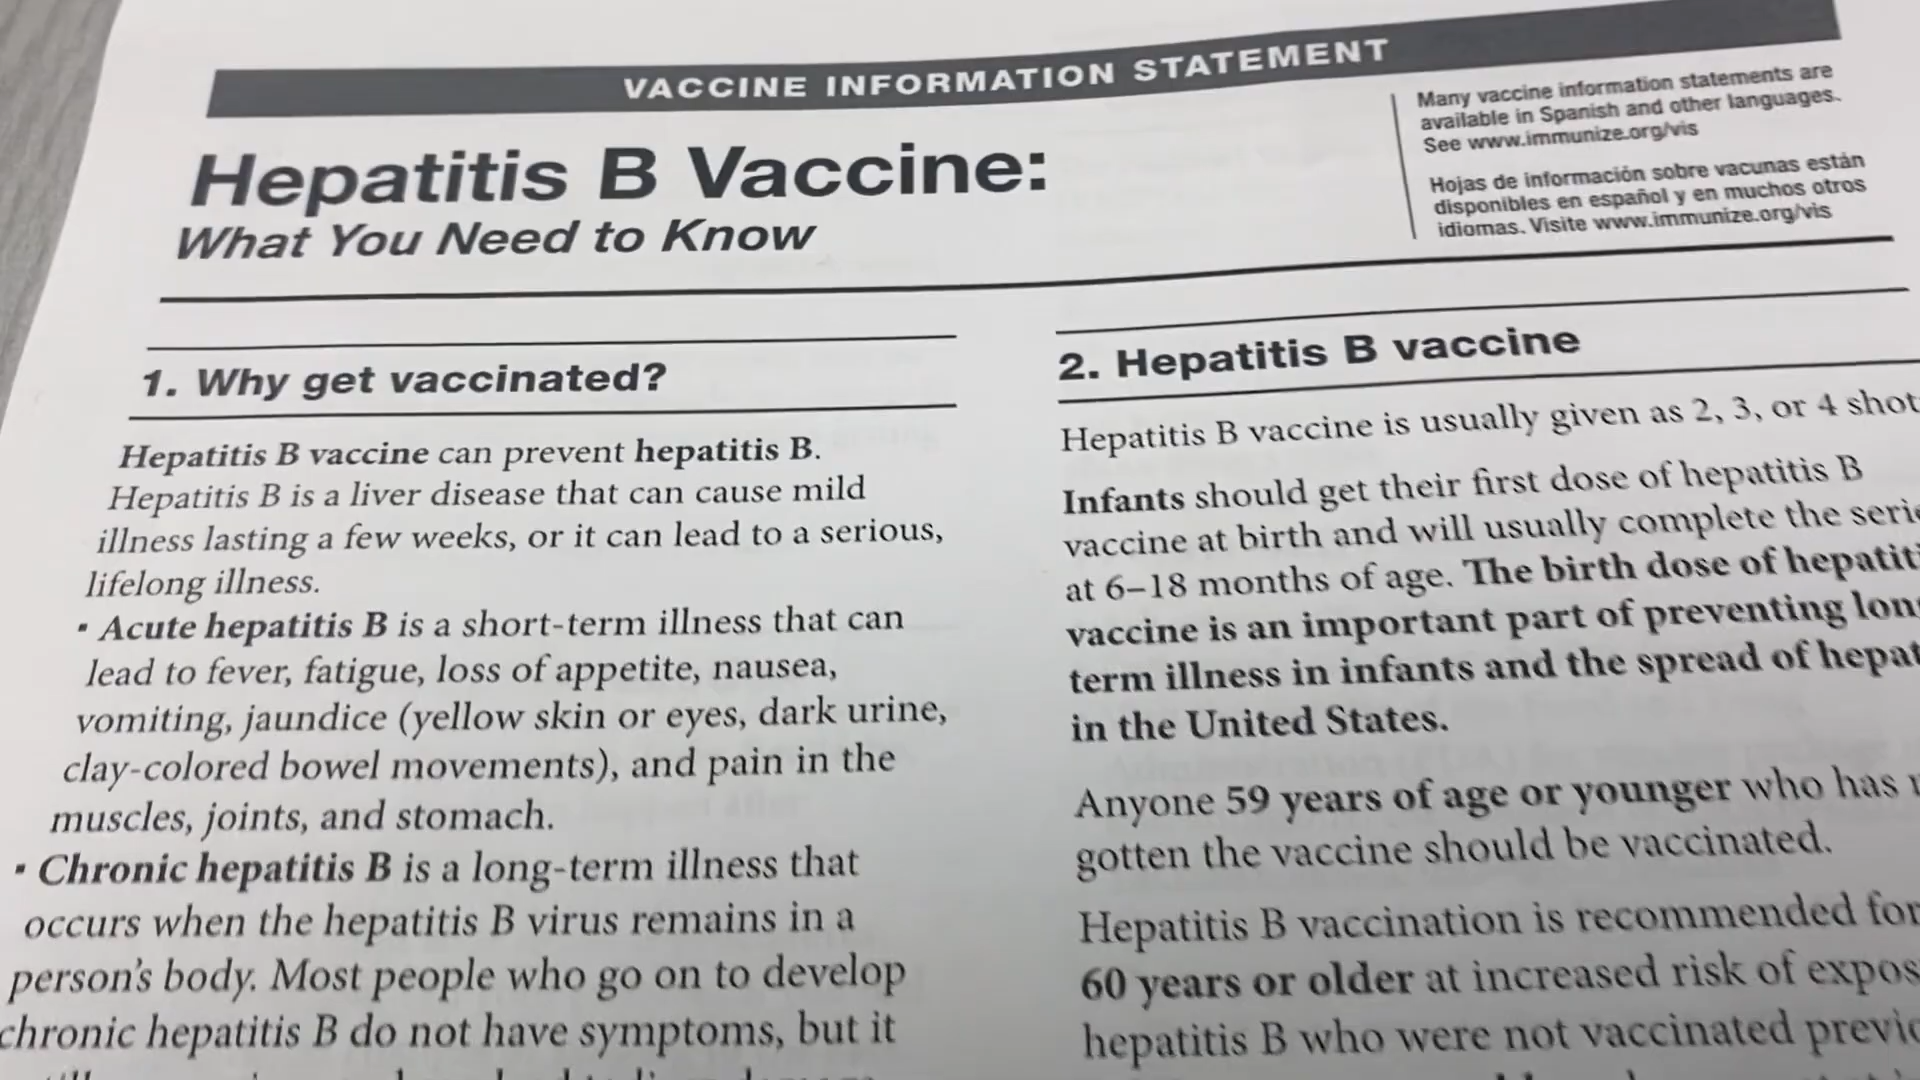 VACCINE INFORMATION STATEMENT
Hepatitis B Vaccine:
What You Need to Know
Many vaccine information statements are
available in Spanish and other languages.
See www.immunize.org/vis
Hojas de información sobre vacunas están
disponibles en español y en muchos otros
idiomas. Visite www.immunize.org/vis
1. Why get vaccinated?
Hepatitis B vaccine can prevent hepatitis B.
Hepatitis B is a liver disease that can cause mild
illness lasting a few weeks, or it can lead to a serious,
lifelong illness.
▪ Acute hepatitis B is a short-term illness that can
lead to fever, fatigue, loss of appetite, nausea,
vomiting, jaundice (yellow skin or eyes, dark urine,
clay-colored bowel movements), and pain in the
muscles, joints, and stomach.
▪ Chronic hepatitis B is a long-term illness that
occurs when the hepatitis B virus remains in a
person’s body. Most people who go on to develop
chronic hepatitis B do not have symptoms, but it
2. Hepatitis B vaccine
Hepatitis B vaccine is usually given as 2, 3, or 4 shot
Infants should get their first dose of hepatitis B
vaccine at birth and will usually complete the serie
at 6–18 months of age. The birth dose of hepatiti
vaccine is an important part of preventing long
term illness in infants and the spread of hepat
in the United States.
Anyone 59 years of age or younger who has
gotten the vaccine should be vaccinated.
Hepatitis B vaccination is recommended for
60 years or older at increased risk of expos
hepatitis B who were not vaccinated previo